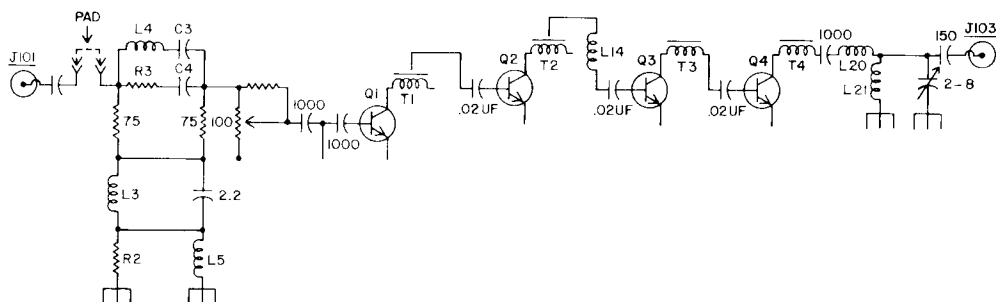 PAD
J101
L4
C3
R3
C4
75
75
100
1000
1000
Q1
T1
L3
2.2
R2
L5
.02UF
Q2
T2
L14
.02UF
Q3
T3
.02UF
Q4
T4
1000
L20
L21
150
J103
2-8